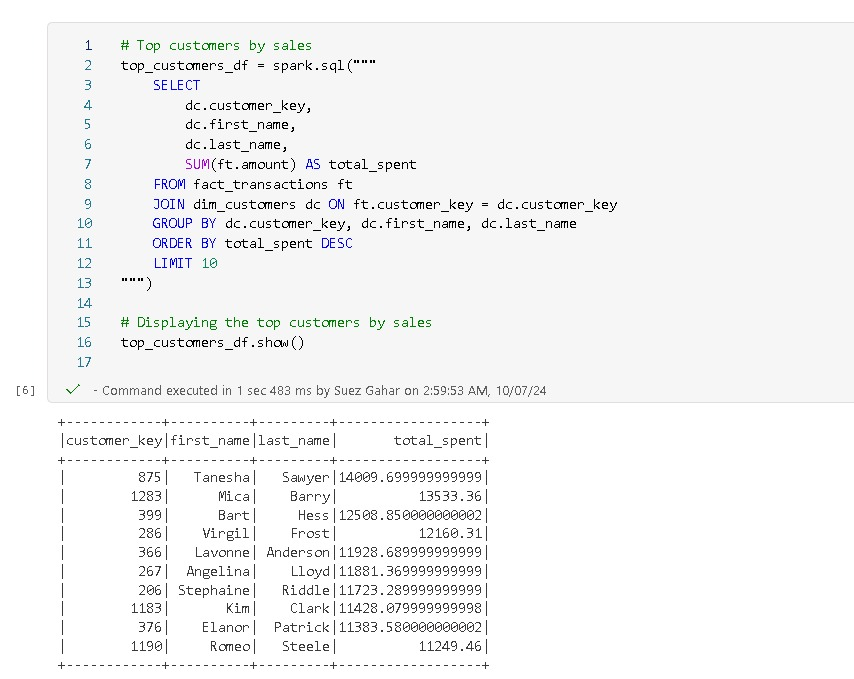 1 # Top customers by sales
2 top_customers_df = spark.sql("""
3     SELECT
4         dc.customer_key,
5         dc.first_name,
6         dc.last_name,
7         SUM(ft.amount) AS total_spent
8     FROM fact_transactions ft
9     JOIN dim_customers dc ON ft.customer_key = dc.customer_key
10     GROUP BY dc.customer_key, dc.first_name, dc.last_name
11     ORDER BY total_spent DESC
12     LIMIT 10
13 """)
14
15 # Displaying the top customers by sales
16 top_customers_df.show()
17
[6] ✓ - Command executed in 1 sec 483 ms by Suez Gahar on 2:59:53 AM, 10/07/24
+------------+----------+---------+------------------+
|customer_key|first_name|last_name|       total_spent|
+------------+----------+---------+------------------+
|         875|   Tanesha|   Sawyer|14009.699999999999|
|        1283|      Mica|    Barry|          13533.36|
|         399|      Bart|     Hess|12508.850000000002|
|         286|    Virgil|    Frost|          12160.31|
|         366|   Lavonne| Anderson|11928.689999999999|
|         267|  Angelina|    Lloyd|11881.369999999999|
|         206| Stephaine|   Riddle|11723.289999999999|
|        1183|       Kim|    Clark|11428.079999999998|
|         376|    Elanor|  Patrick|11383.580000000002|
|        1190|     Romeo|   Steele|          11249.46|
+------------+----------+---------+------------------+